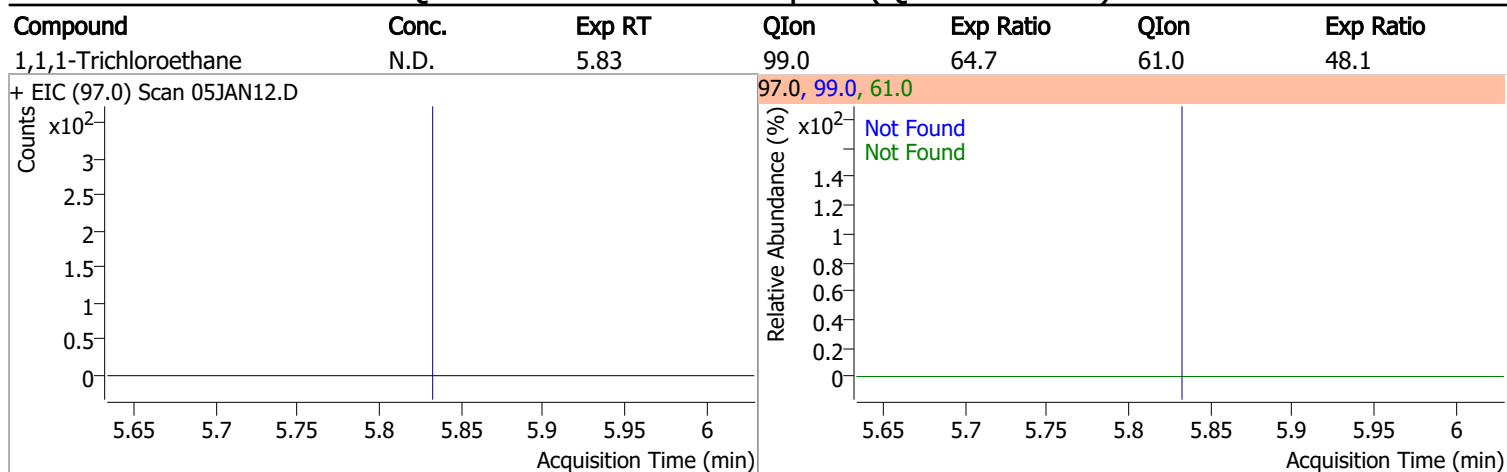 Compound Conc. Exp RT QIon Exp Ratio QIon Exp Ratio
1,1,1-Trichloroethane N.D. 5.83 99.0 64.7 61.0 48.1
+ EIC (97.0) Scan 05JAN12.D
Counts
x10²
3
2.5
2
1.5
1
0.5
0
5.65 5.7 5.75 5.8 5.85 5.9 5.95 6
Acquisition Time (min)
97.0, 99.0, 61.0
Relative Abundance (%)
x10²
Not Found
Not Found
1.4
1.2
1
0.8
0.6
0.4
0.2
0
5.65 5.7 5.75 5.8 5.85 5.9 5.95 6
Acquisition Time (min)